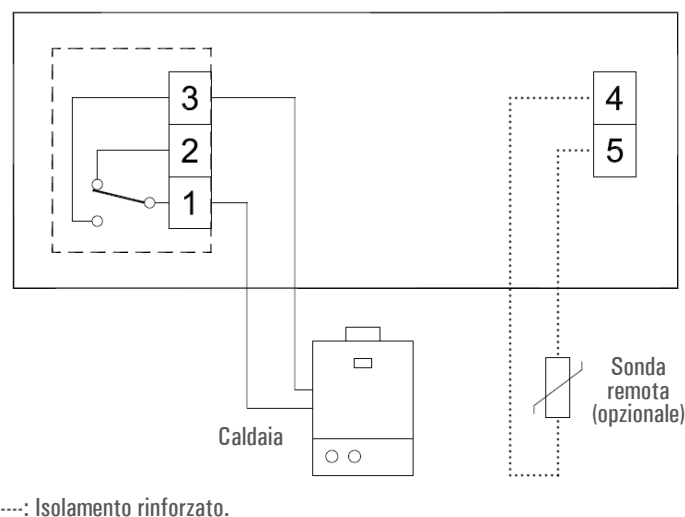 3
2
1
4
5
Caldaia
Sonda
remota
(opzionale)
----: Isolamento rinforzato.